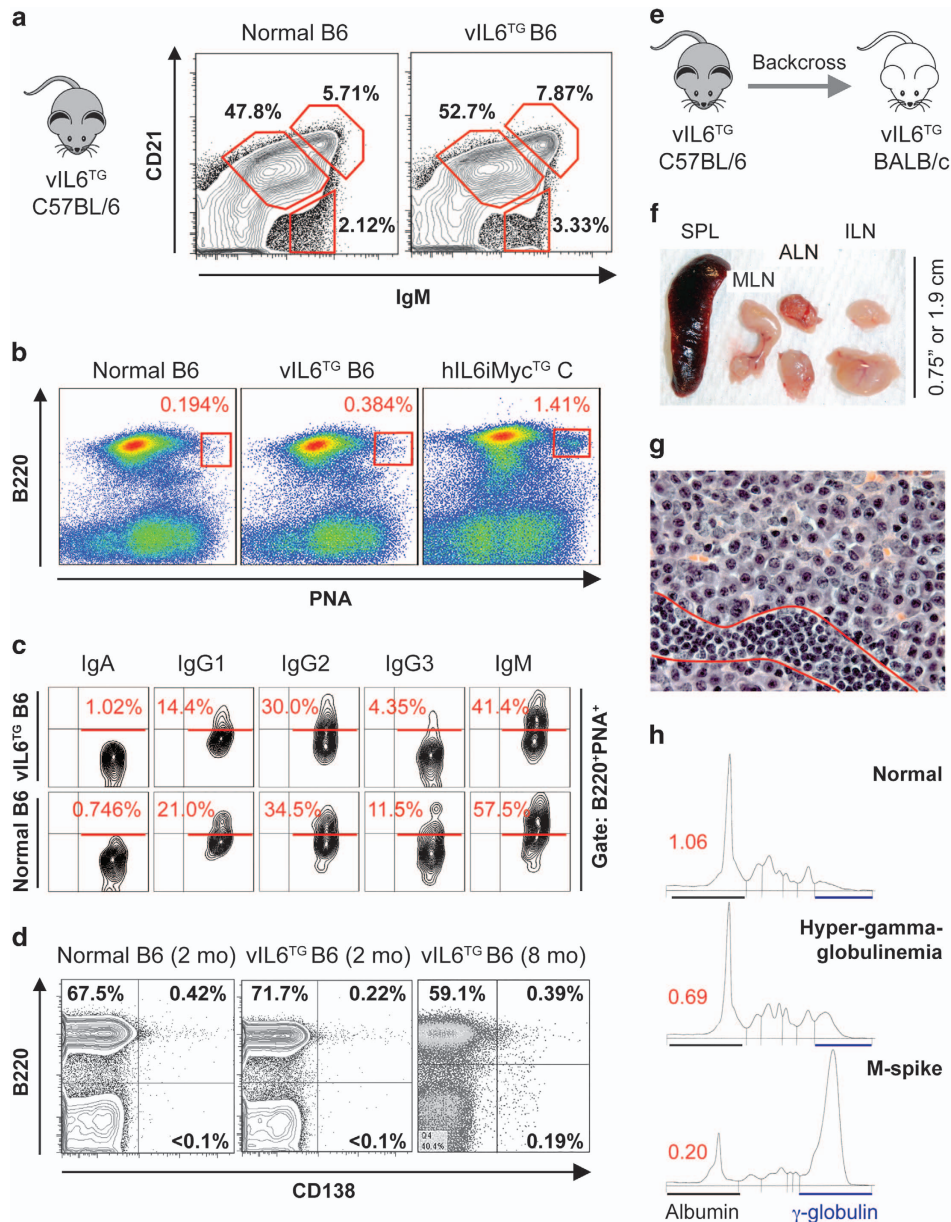 a
Normal B6
vIL6TG B6
vIL6TG
C57BL/6
CD21
47.8%
5.71%
2.12%
52.7%
7.87%
3.33%
IgM
b
Normal B6
vIL6TG B6
hIL6iMycTG C
B220
0.194%
0.384%
1.41%
PNA
c
IgA
IgG1
IgG2
IgG3
IgM
vIL6TG B6
1.02%
14.4%
30.0%
4.35%
41.4%
Normal B6
0.746%
21.0%
34.5%
11.5%
57.5%
Gate: B220+PNA+
d
Normal B6 (2 mo)
vIL6TG B6 (2 mo)
vIL6TG B6 (8 mo)
B220
67.5%
0.42%
<0.1%
71.7%
0.22%
<0.1%
59.1%
0.39%
Q4
40.4%
0.19%
CD138
e
Backcross
vIL6TG
C57BL/6
vIL6TG
BALB/c
f
SPL
MLN
ALN
ILN
0.75” or 1.9 cm
g
h
Normal
1.06
Hyper-gamma-
globulinemia
0.69
M-spike
0.20
Albumin
γ-globulin